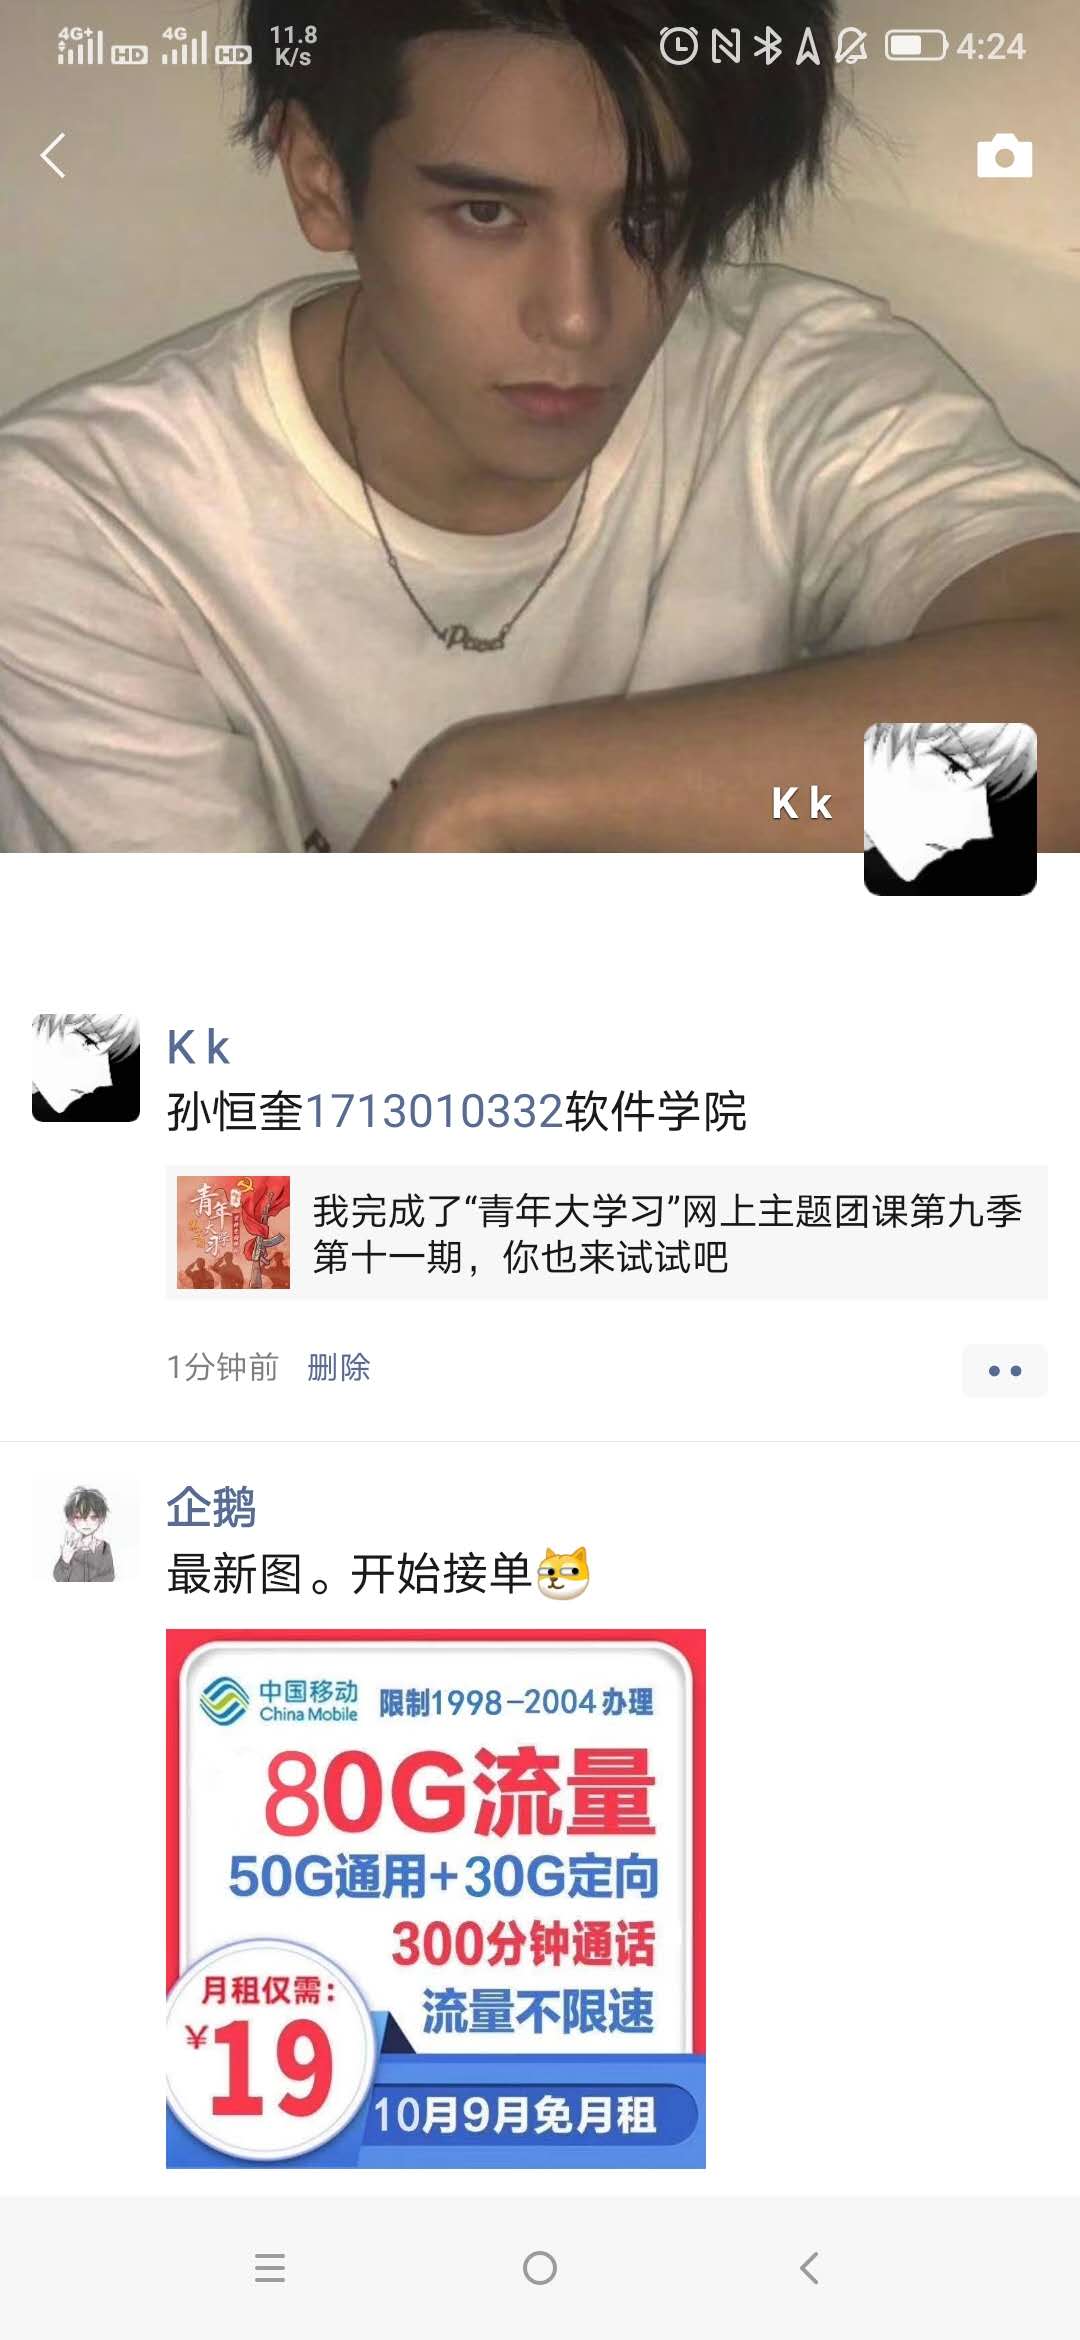 4G+ HD 4G HD 11.8 K/s 4:24
K k
K k
孙恒奎1713010332软件学院
青年大学习
我完成了“青年大学习”网上主题团课第九季
第十一期，你也来试试吧
1分钟前 删除
企鹅
最新图。开始接单
中国移动 限制1998-2004办理
China Mobile
80G流量
50G通用+30G定向
300分钟通话
流量不限速
月租仅需:
¥19
10月9月免月租